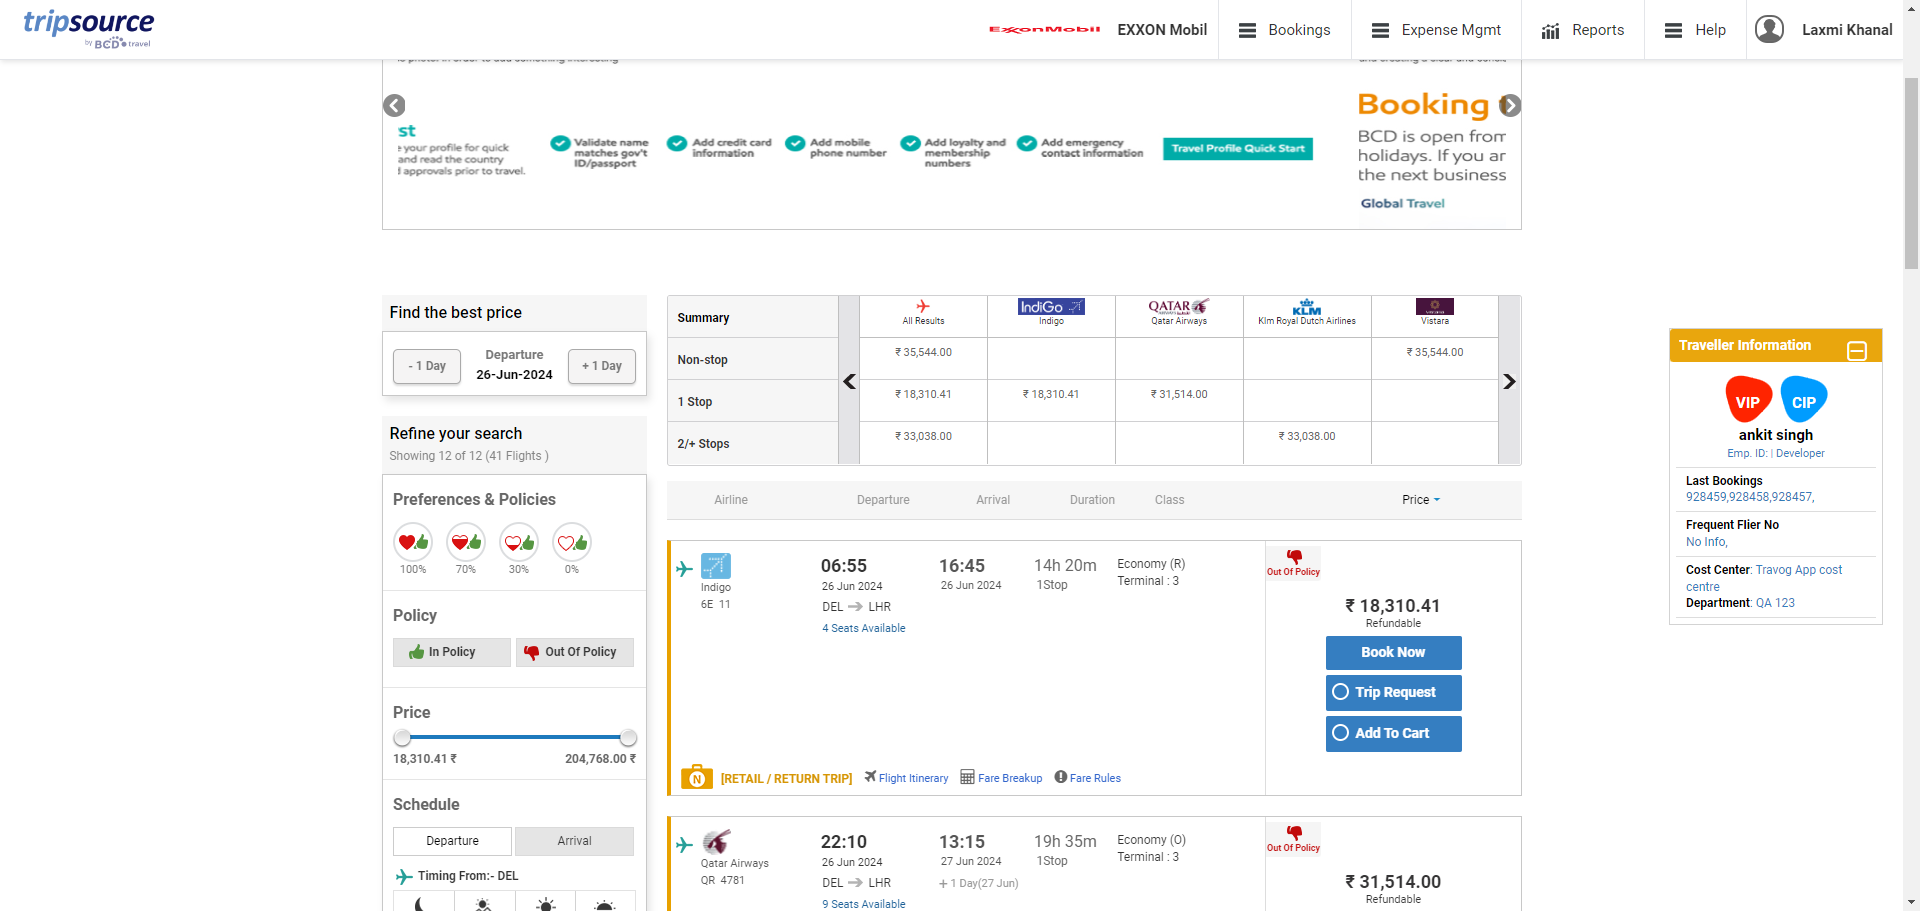 tripsource
by BCD travel
ExxonMobil EXXON Mobil
Bookings
Expense Mgmt
Reports
Help
Laxmi Khanal
st
your profile for quick
and read the country
approvals prior to travel.
Validate name
matches gov't
ID/passport
Add credit card
information
Add mobile
phone number
Add loyalty and
membership
numbers
Add emergency
contact information
Travel Profile Quick Start
Booking
BCD is open from
holidays. If you ar
the next business
Global Travel
Find the best price
- 1 Day
Departure
26-Jun-2024
+ 1 Day
Refine your search
Showing 12 of 12 (41 Flights )
Preferences & Policies
100% 70% 30% 0%
Policy
In Policy
Out Of Policy
Price
18,310.41 ₹ 204,768.00 ₹
Schedule
Departure Arrival
Timing From:- DEL
Summary
All Results
IndiGo
Indigo
QATAR
AIRWAYS
Qatar Airways
KLM
Klm Royal Dutch Airlines
VISTARA
Vistara
Non-stop ₹ 35,544.00 ₹ 35,544.00
1 Stop ₹ 18,310.41 ₹ 18,310.41 ₹ 31,514.00
2/+ Stops ₹ 33,038.00 ₹ 33,038.00
Airline Departure Arrival Duration Class Price
Indigo
6E 11
06:55
26 Jun 2024
DEL LHR
4 Seats Available
16:45
26 Jun 2024
14h 20m
1Stop
Economy (R)
Terminal : 3
Out Of Policy
₹ 18,310.41
Refundable
Book Now
Trip Request
Add To Cart
N [RETAIL / RETURN TRIP] Flight Itinerary Fare Breakup Fare Rules
Qatar Airways
QR 4781
22:10
26 Jun 2024
DEL LHR
9 Seats Available
13:15
27 Jun 2024
+ 1 Day(27 Jun)
19h 35m
1Stop
Economy (O)
Terminal : 3
Out Of Policy
₹ 31,514.00
Refundable
Traveller Information
VIP CIP
ankit singh
Emp. ID: | Developer
Last Bookings
928459,928458,928457,
Frequent Flier No
No Info,
Cost Center: Travog App cost
centre
Department: QA 123